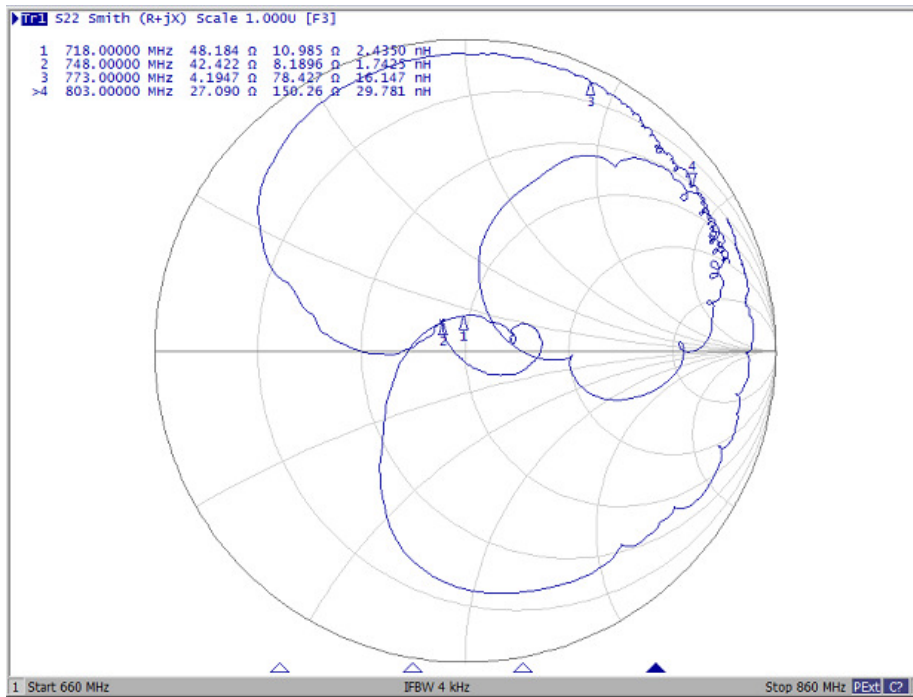 Tr1 S22 Smith (R+jX) Scale 1.000U [F3]
1 718.00000 MHz 48.184 Ω 10.985 Ω 2.4350 nH
2 748.00000 MHz 42.422 Ω 8.1896 Ω 1.7425 nH
3 773.00000 MHz 4.1947 Ω 78.427 Ω 16.147 nH
>4 803.00000 MHz 27.090 Ω 150.26 Ω 29.781 nH
3
4
2 1
1 Start 660 MHz IFBW 4 kHz Stop 860 MHz PExt C?